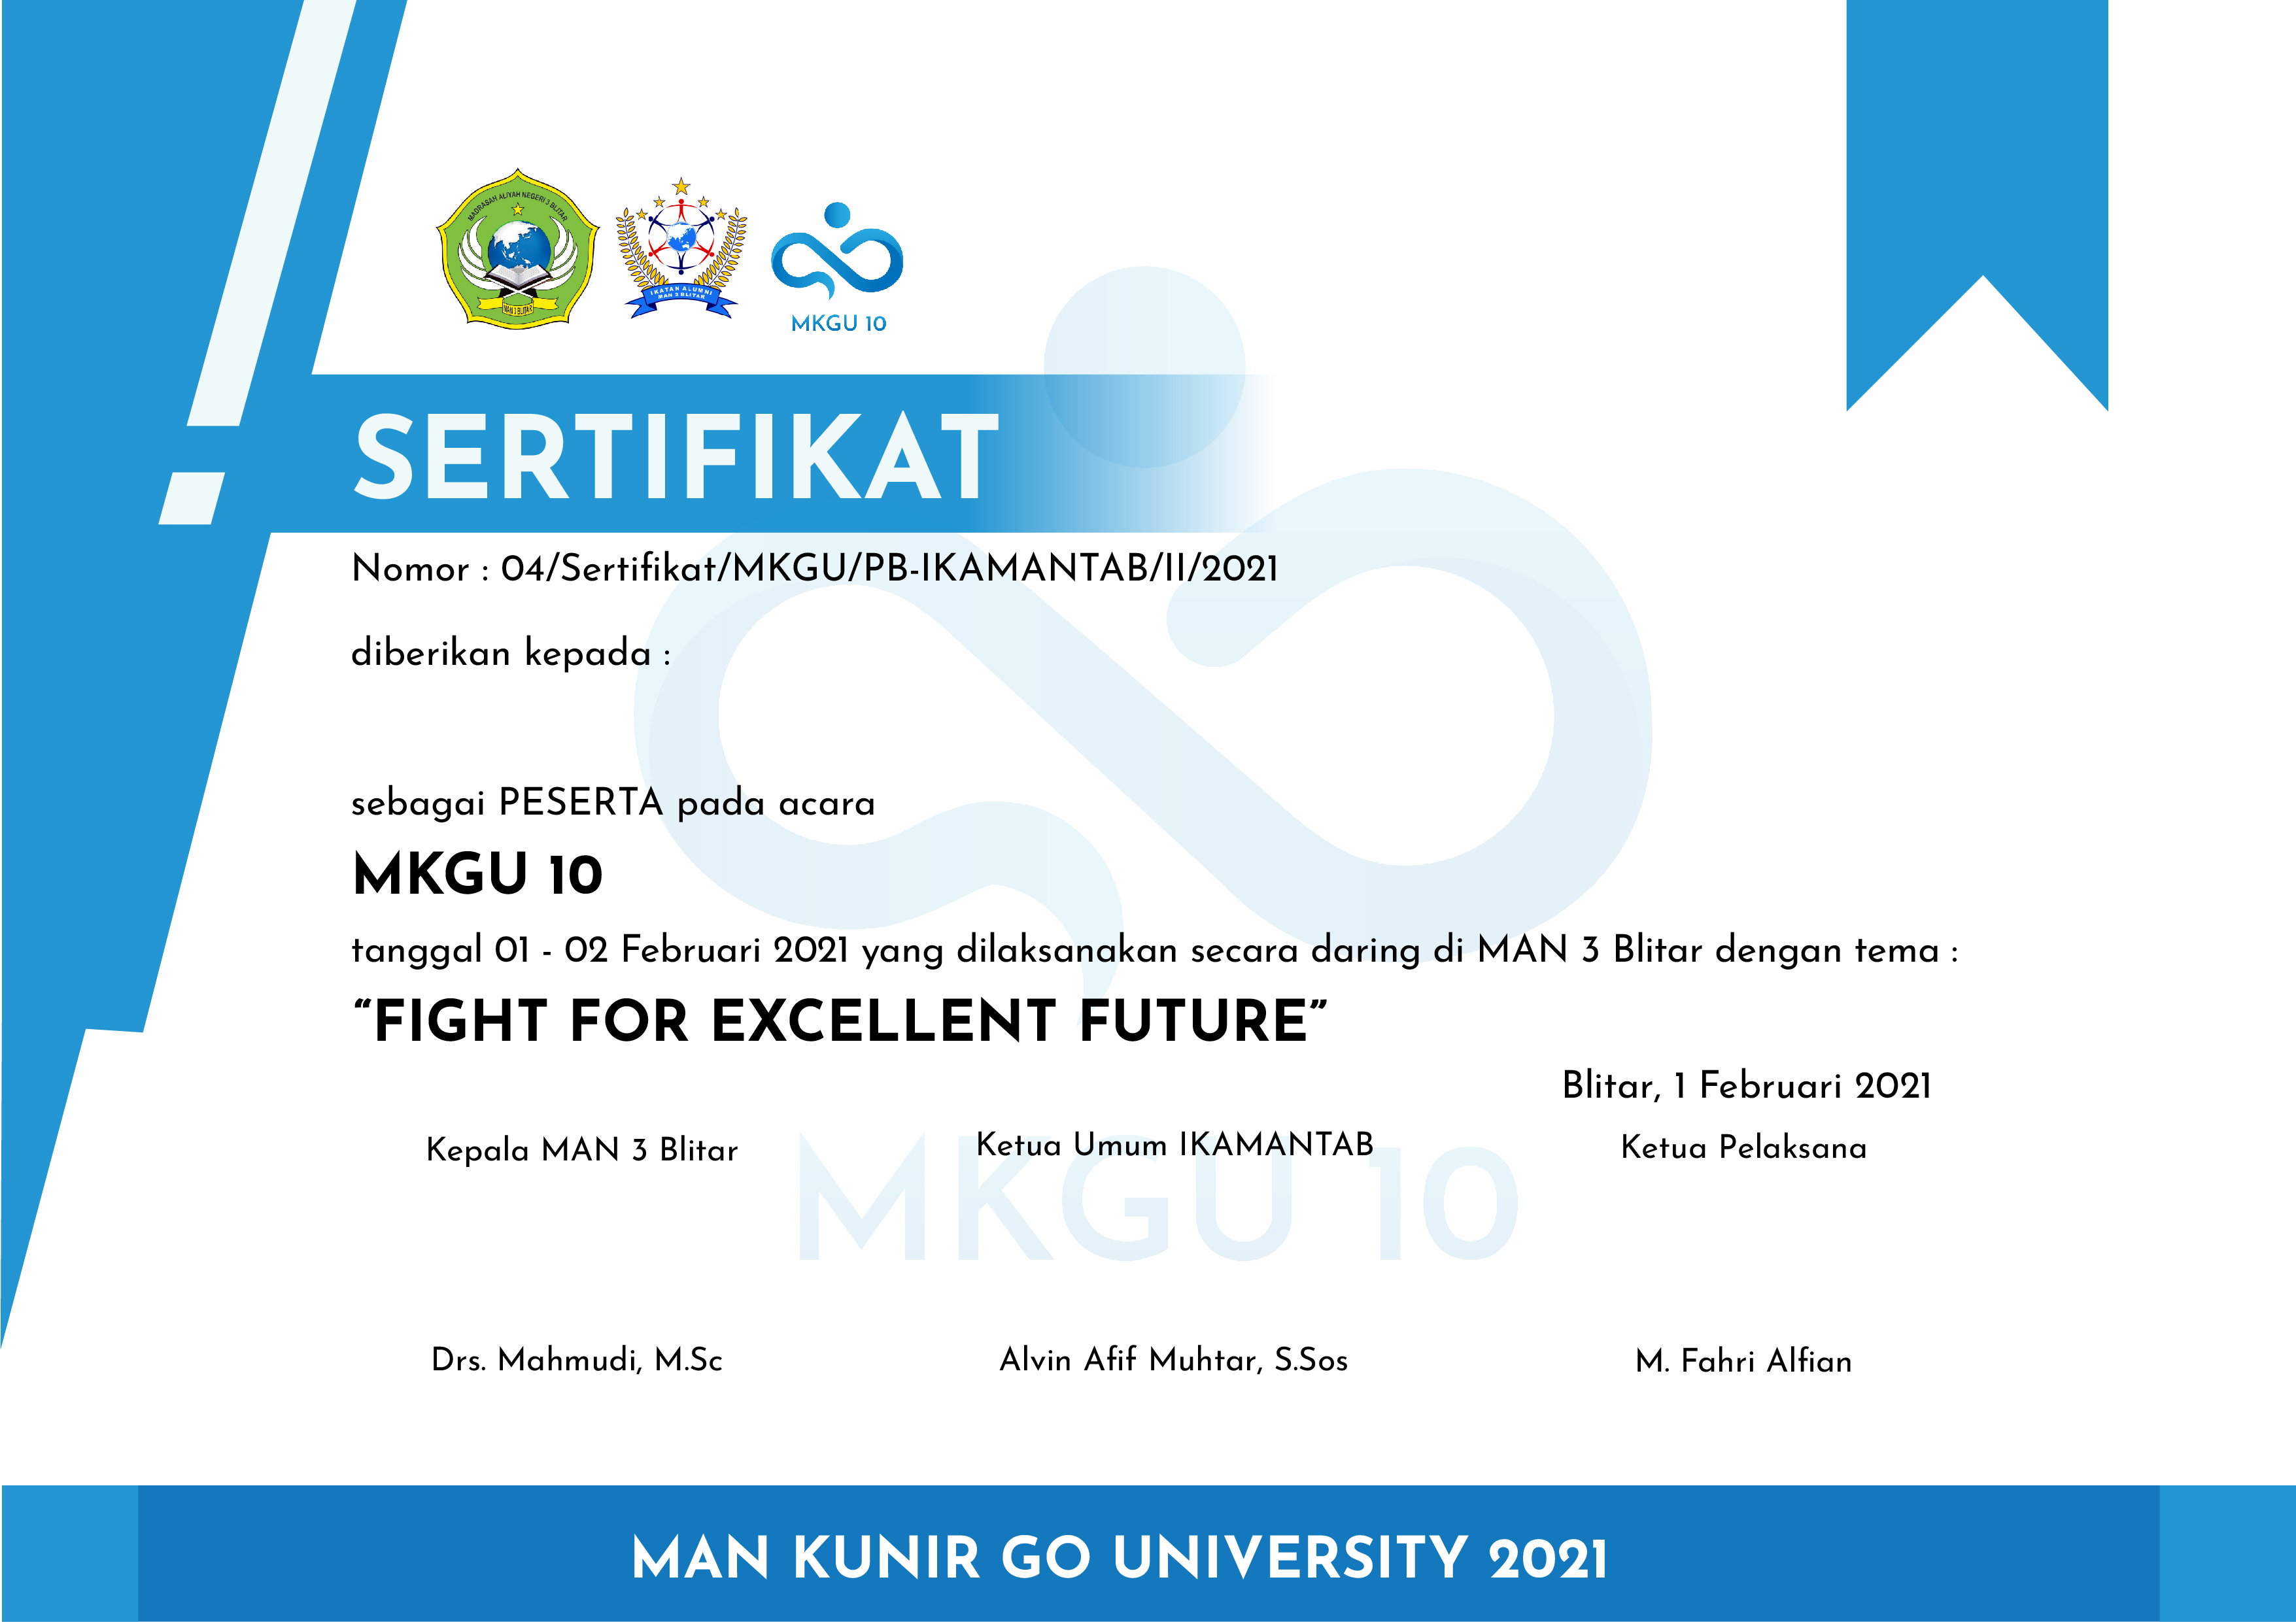 MADRASAH ALIYAH NEGERI 3 BLITAR
MAN 3 BLITAR
IKATAN ALUMNI
MAN 3 BLITAR
MKGU 10
SERTIFIKAT
Nomor : 04/Sertifikat/MKGU/PB-IKAMANTAB/II/2021
diberikan kepada :
sebagai PESERTA pada acara
MKGU 10
tanggal 01 - 02 Februari 2021 yang dilaksanakan secara daring di MAN 3 Blitar dengan tema :
“FIGHT FOR EXCELLENT FUTURE”
Blitar, 1 Februari 2021
Kepala MAN 3 Blitar
Ketua Umum IKAMANTAB
Ketua Pelaksana
MKGU 10
Drs. Mahmudi, M.Sc
Alvin Afif Muhtar, S.Sos
M. Fahri Alfian
MAN KUNIR GO UNIVERSITY 2021